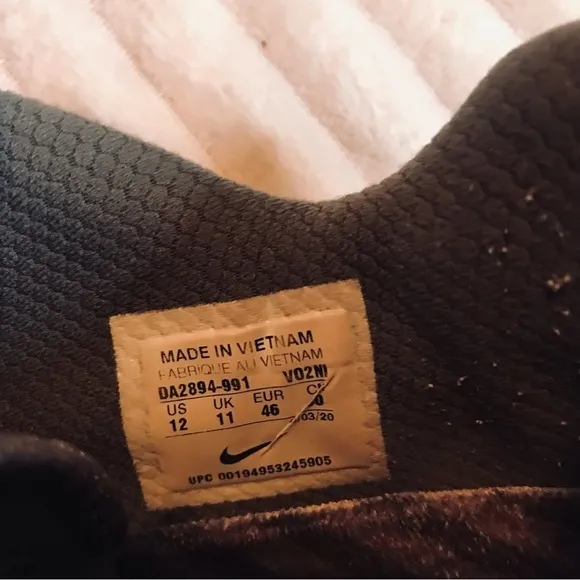 MADE IN VIETNAM
FABRIQUE AU VIETNAM
DA2894-991 VO2NI
US UK EUR
12 11 46
03/20
UPC 00194953245905